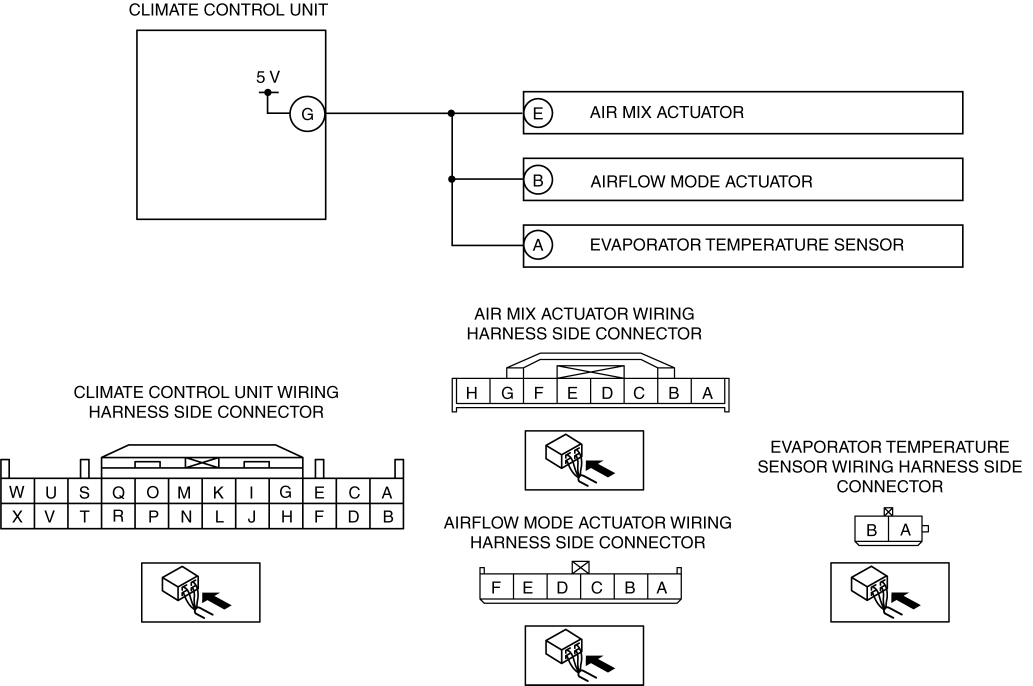 CLIMATE CONTROL UNIT
5 V
G
E AIR MIX ACTUATOR
B AIRFLOW MODE ACTUATOR
A EVAPORATOR TEMPERATURE SENSOR
AIR MIX ACTUATOR WIRING
HARNESS SIDE CONNECTOR
H G F E D C B A
CLIMATE CONTROL UNIT WIRING
HARNESS SIDE CONNECTOR
W U S Q O M K I G E C A
X V T R P N L J H F D B
EVAPORATOR TEMPERATURE
SENSOR WIRING HARNESS SIDE
CONNECTOR
B A
AIRFLOW MODE ACTUATOR WIRING
HARNESS SIDE CONNECTOR
F E D C B A